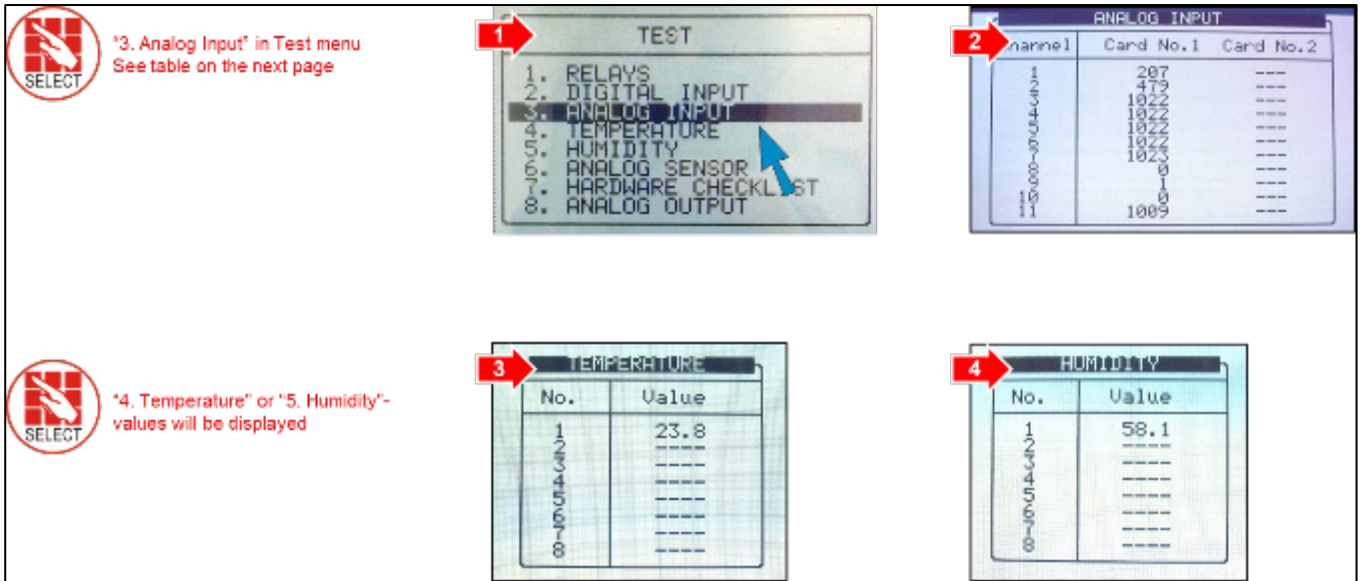 SELECT
"3. Analog Input" in Test menu
See table on the next page
1
TEST
1. RELAYS
2. DIGITAL INPUT
3. ANALOG INPUT
4. TEMPERATURE
5. HUMIDITY
6. ANALOG SENSOR
7. HARDWARE CHECKLIST
8. ANALOG OUTPUT
2
ANALOG INPUT
hannel Card No.1 Card No.2
1 207 ---
2 479 ---
3 1022 ---
4 1022 ---
5 1022 ---
6 1022 ---
7 1023 ---
8 0 ---
9 1 ---
10 0 ---
11 1009 ---
SELECT
"4. Temperature" or "5. Humidity"-
values will be displayed
3
TEMPERATURE
No. Value
1 23.8
2 ----
3 ----
4 ----
5 ----
6 ----
7 ----
8 ----
4
HUMIDITY
No. Value
1 58.1
2 ----
3 ----
4 ----
5 ----
6 ----
7 ----
8 ----